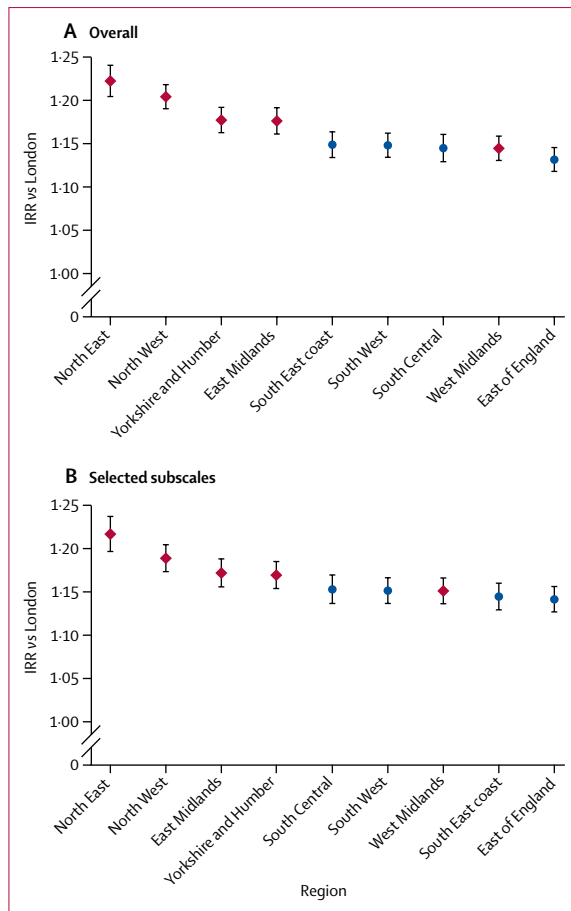 A Overall
1·25
1·20
1·15
1·10
1·05
1·00
0
IRR vs London
North East
North West
Yorkshire and Humber
East Midlands
South East coast
South West
South Central
West Midlands
East of England
B Selected subscales
1·25
1·20
1·15
1·10
1·05
1·00
0
IRR vs London
North East
North West
East Midlands
Yorkshire and Humber
South Central
South West
West Midlands
South East coast
East of England
Region